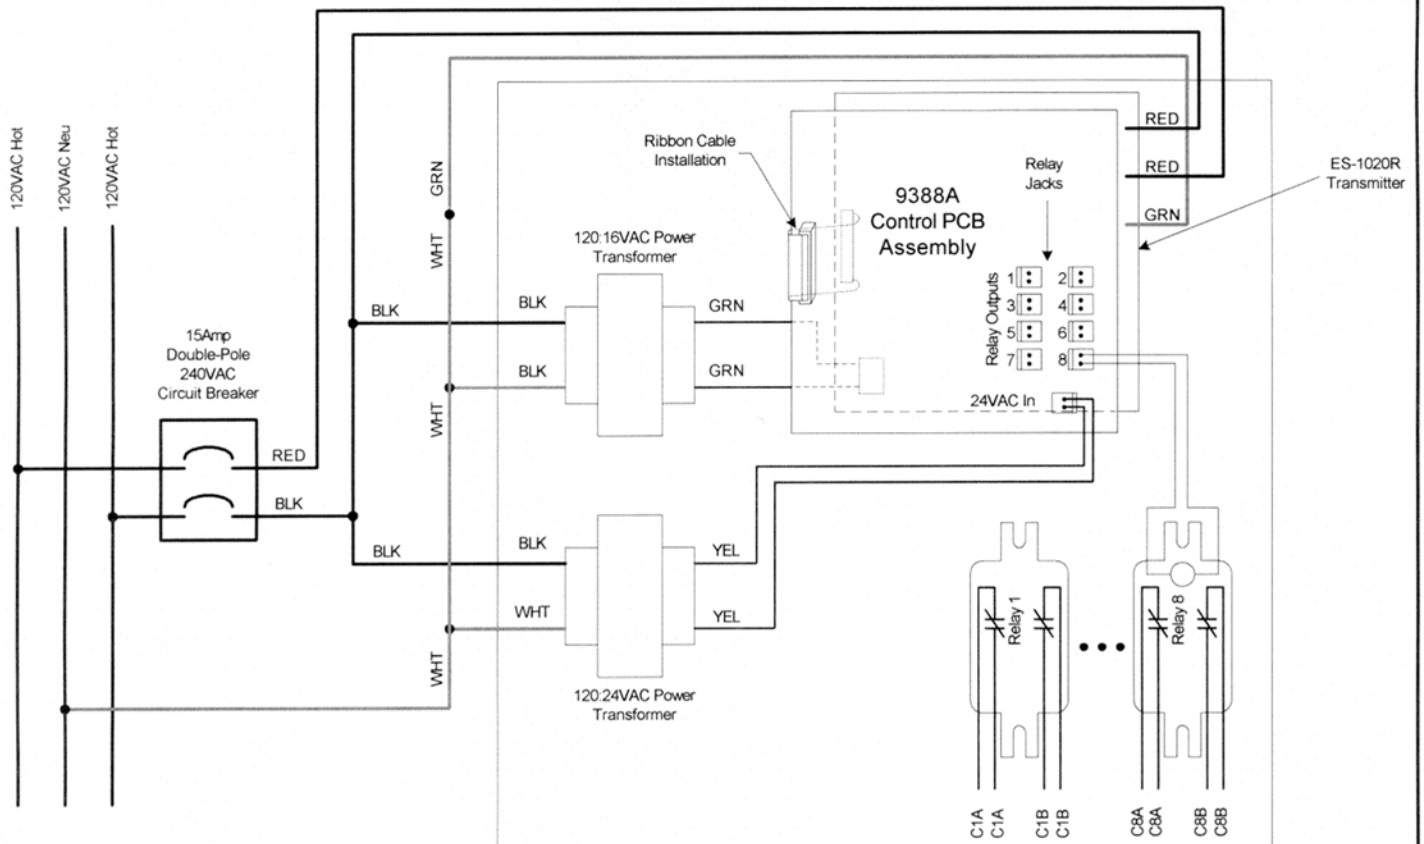 120VAC Hot
120VAC Neu
120VAC Hot
15Amp
Double-Pole
240VAC
Circuit Breaker
RED
BLK
BLK
BLK
GRN
WHT
WHT
WHT
120:16VAC Power
Transformer
BLK
BLK
GRN
GRN
BLK
WHT
YEL
YEL
120:24VAC Power
Transformer
Ribbon Cable
Installation
9388A
Control PCB
Assembly
Relay
Jacks
RED
RED
GRN
ES-1020R
Transmitter
Relay Outputs
1 2
3 4
5 6
7 8
24VAC In
Relay 1
Relay 8
C1A
C1A
C1B
C1B
C8A
C8A
C8B
C8B